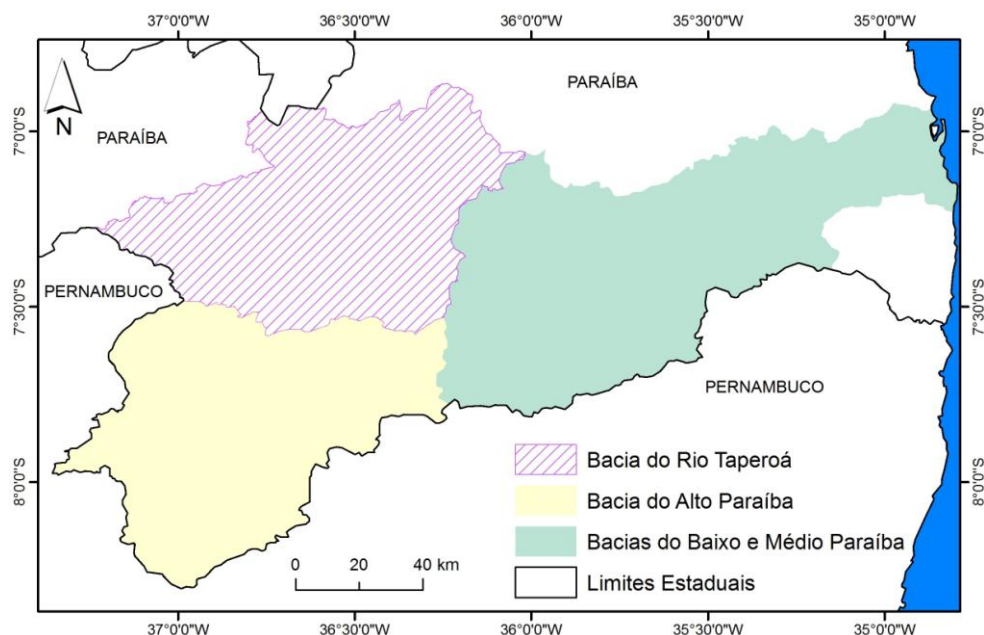 37°0'0"W 36°30'0"W 36°0'0"W 35°30'0"W 35°0'0"W
N
PARAÍBA
PARAÍBA
7°0'0"S
7°0'0"S
PERNAMBUCO
7°30'0"S
7°30'0"S
PERNAMBUCO
Bacia do Rio Taperoá
8°0'0"S
8°0'0"S
Bacia do Alto Paraíba
Bacias do Baixo e Médio Paraíba
0 20 40 km
Limites Estaduais
37°0'0"W 36°30'0"W 36°0'0"W 35°30'0"W 35°0'0"W